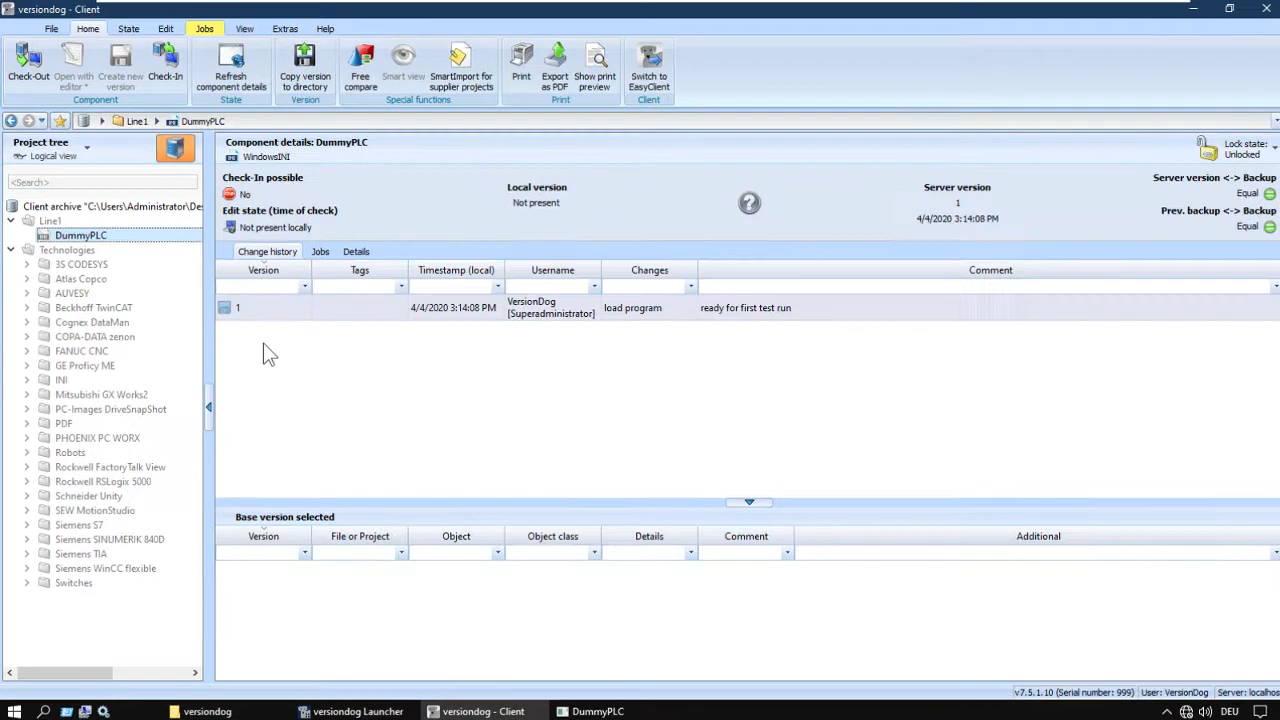 versiondog - Client
File Home State Edit Jobs View Extras Help
Check-Out
Open with editor
Create new version
Check-In
Refresh component details
Copy version to directory
Free compare
Smart view
SmartImport for supplier projects
Print
Export as PDF
Show print preview
Switch to EasyClient
Component State Version Special functions Print Client
Line1 DummyPLC
Project tree
Logical view
<Search>
Client archive "C:\Users\Administrator\Des
Line1
DummyPLC
Technologies
3S CODESYS
Atlas Copco
AUVESY
Beckhoff TwinCAT
Cognex DataMan
COPA-DATA zenon
FANUC CNC
GE Proficy ME
INI
Mitsubishi GX Works2
PC-Images DriveSnapShot
PDF
PHOENIX PC WORX
Robots
Rockwell FactoryTalk View
Rockwell RSLogix 5000
Schneider Unity
SEW MotionStudio
Siemens S7
Siemens SINUMERIK 840D
Siemens TIA
Siemens WinCC flexible
Switches
Component details: DummyPLC
WindowsINI
Lock state:
Unlocked
Check-In possible
No
Edit state (time of check)
Not present locally
Local version
Not present
Server version
1
4/4/2020 3:14:08 PM
Server version <-> Backup
Equal
Prev. backup <-> Backup
Equal
Change history Jobs Details
Version Tags Timestamp (local) Username Changes Comment
1 4/4/2020 3:14:08 PM VersionDog [Superadministrator] load program ready for first test run
Base version selected
Version File or Project Object Object class Details Comment Additional
v7.5.1.10 (Serial number: 999) User: VersionDog Server: localhos
versiondog versiondog Launcher versiondog - Client DummyPLC DEU